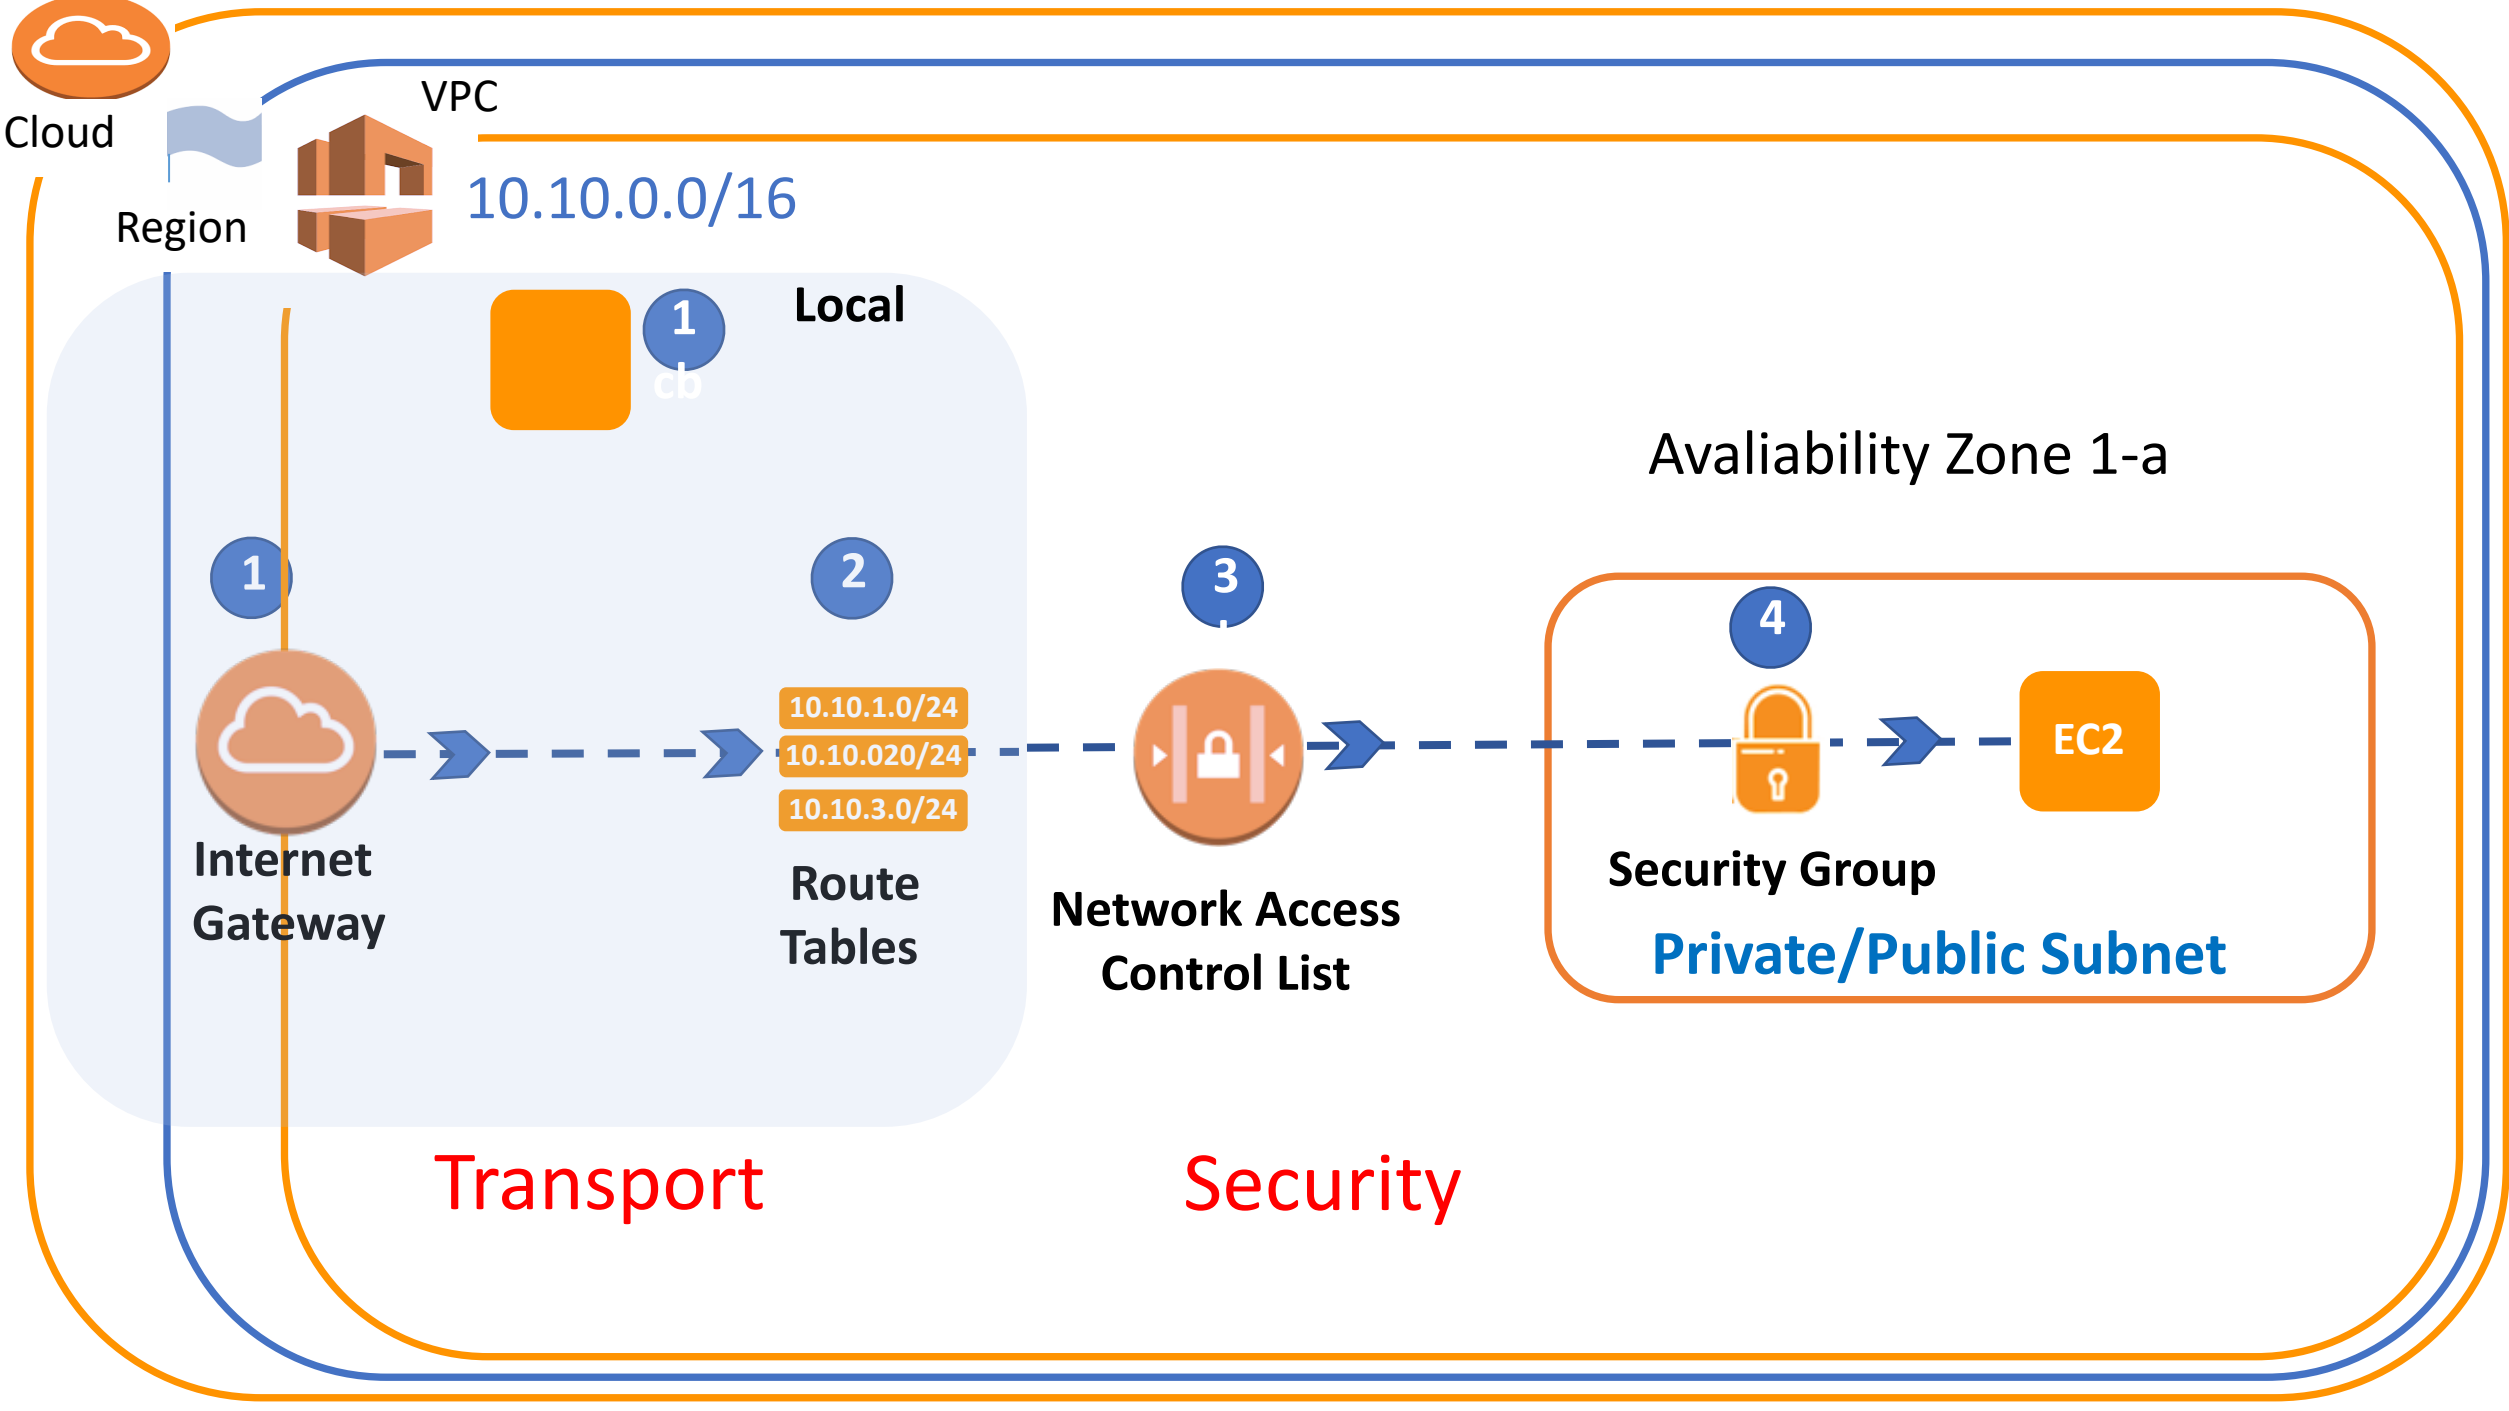 Cloud
Region
VPC
10.10.0.0/16
1
cb
Local
Avaliability Zone 1-a
1
2
3
4
10.10.1.0/24
10.10.020/24
10.10.3.0/24
EC2
Internet
Gateway
Route
Tables
Network Access
Control List
Security Group
Private/Public Subnet
Transport
Security